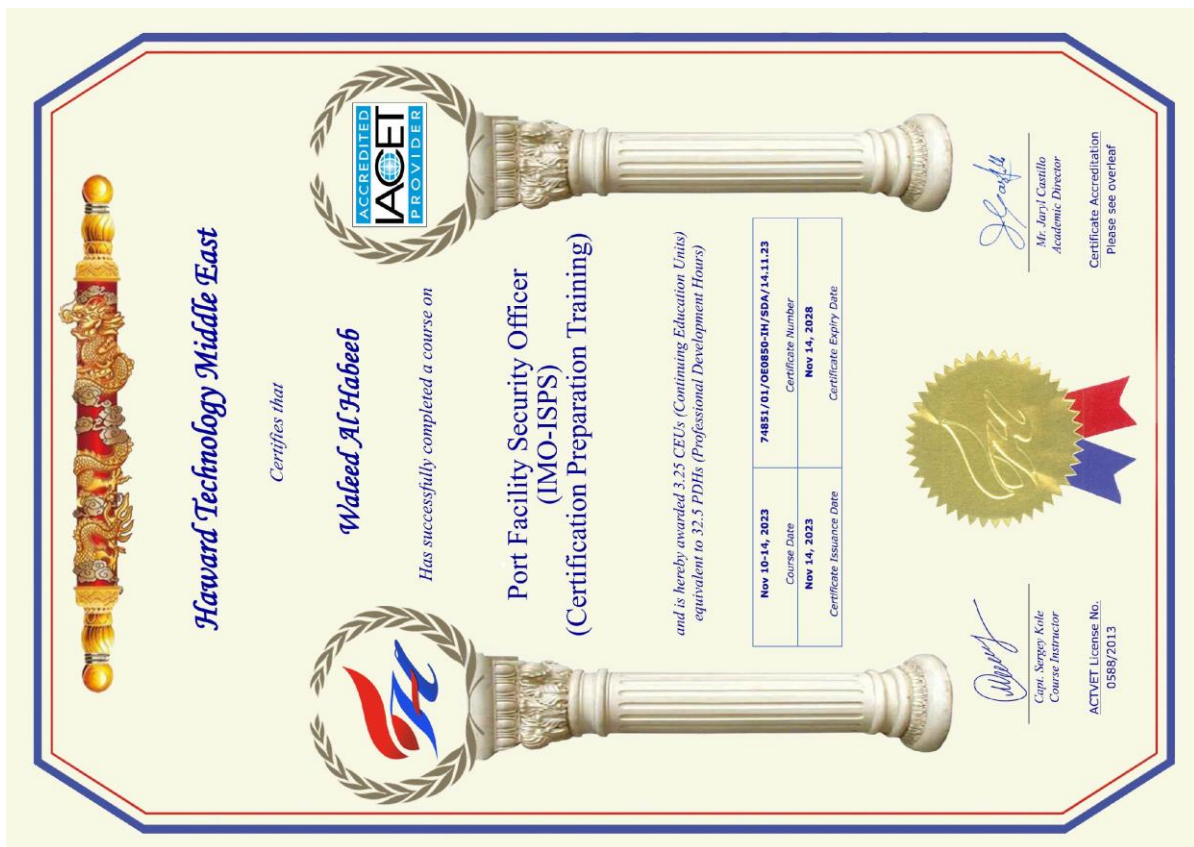 Haward Technology Middle East
Certifies that
ACCREDITED
IACET
PROVIDER
Waleed Al Habeeb
Has successfully completed a course on
Port Facility Security Officer
(IMO-ISPS)
(Certification Preparation Training)
and is hereby awarded 3.25 CEUs (Continuing Education Units)
equivalent to 32.5 PDHs (Professional Development Hours)
Nov 10-14, 2023 74851/01/OE0850-IH/SDA/14.11.23
Course Date Certificate Number
Nov 14, 2023 Nov 14, 2028
Certificate Issuance Date Certificate Expiry Date
Capt. Sergey Kole
Course Instructor
Mr. Jaryl Castillo
Academic Director
ACTVET License No.
0588/2013
Certificate Accreditation
Please see overleaf